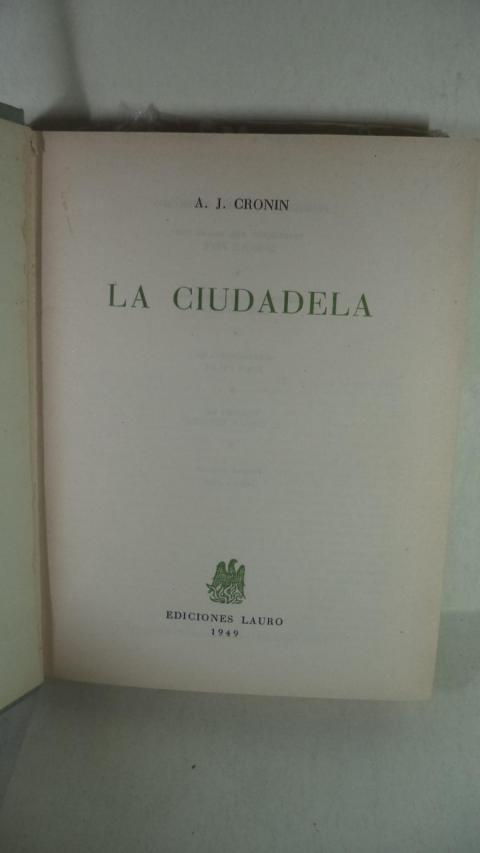 A. J. CRONIN
LA CIUDADELA
EDICIONES LAURO
1949